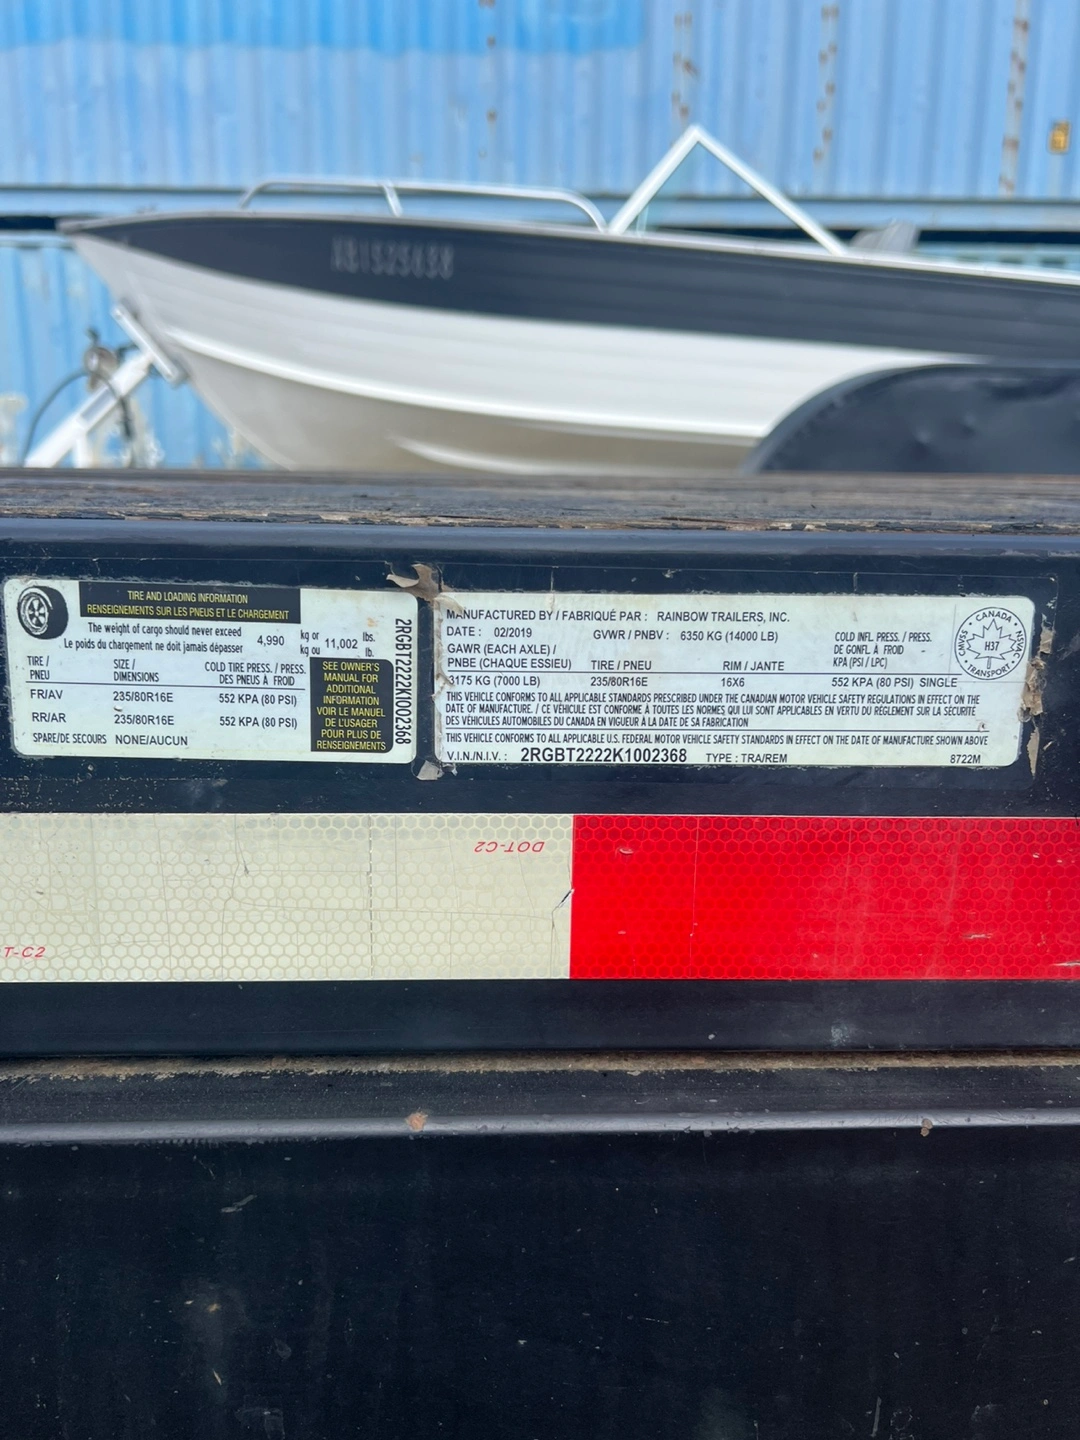 TIRE AND LOADING INFORMATION
RENSEIGNEMENTS SUR LES PNEUS ET LE CHARGEMENT
The weight of cargo should never exceed
Le poids du chargement ne doit jamais dépasser
4,990 kg or 11,002 lbs.
kg ou lb.
TIRE / SIZE / COLD TIRE PRESS. / PRESS.
PNEU DIMENSIONS DES PNEUS À FROID
FR/AV 235/80R16E 552 KPA (80 PSI)
RR/AR 235/80R16E 552 KPA (80 PSI)
SPARE/DE SECOURS NONE/AUCUN
SEE OWNER'S
MANUAL FOR
ADDITIONAL
INFORMATION
VOIR LE MANUEL
DE L'USAGER
POUR PLUS DE
RENSEIGNEMENTS
2RGBT2222K1002368
MANUFACTURED BY / FABRIQUÉ PAR : RAINBOW TRAILERS, INC.
DATE : 02/2019 GVWR / PNBV : 6350 KG (14000 LB)
GAWR (EACH AXLE) /
PNBE (CHAQUE ESSIEU) TIRE / PNEU RIM / JANTE
COLD INFL. PRESS. / PRESS.
DE GONFL. À FROID
KPA (PSI / LPC)
3175 KG (7000 LB) 235/80R16E 16X6 552 KPA (80 PSI) SINGLE
THIS VEHICLE CONFORMS TO ALL APPLICABLE STANDARDS PRESCRIBED UNDER THE CANADIAN MOTOR VEHICLE SAFETY REGULATIONS IN EFFECT ON THE
DATE OF MANUFACTURE. / CE VÉHICULE EST CONFORME À TOUTES LES NORMES QUI LUI SONT APPLICABLES EN VERTU DU RÈGLEMENT SUR LA SÉCURITÉ
DES VÉHICULES AUTOMOBILES DU CANADA EN VIGUEUR À LA DATE DE SA FABRICATION
THIS VEHICLE CONFORMS TO ALL APPLICABLE U.S. FEDERAL MOTOR VEHICLE SAFETY STANDARDS IN EFFECT ON THE DATE OF MANUFACTURE SHOWN ABOVE
V.I.N./N.I.V. : 2RGBT2222K1002368 TYPE : TRA/REM 8722M
CANADA
CMVSS
H37
NSVAC
TRANSPORT
DOT-C2
T-C2